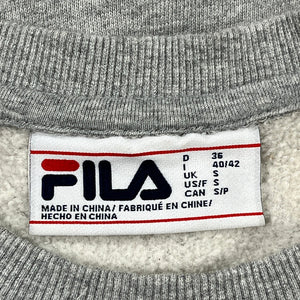 FILA
D 36
I 40/42
UK S
US/F S
CAN S/P
MADE IN CHINA/ FABRIQUÉ EN CHINE/
HECHO EN CHINA